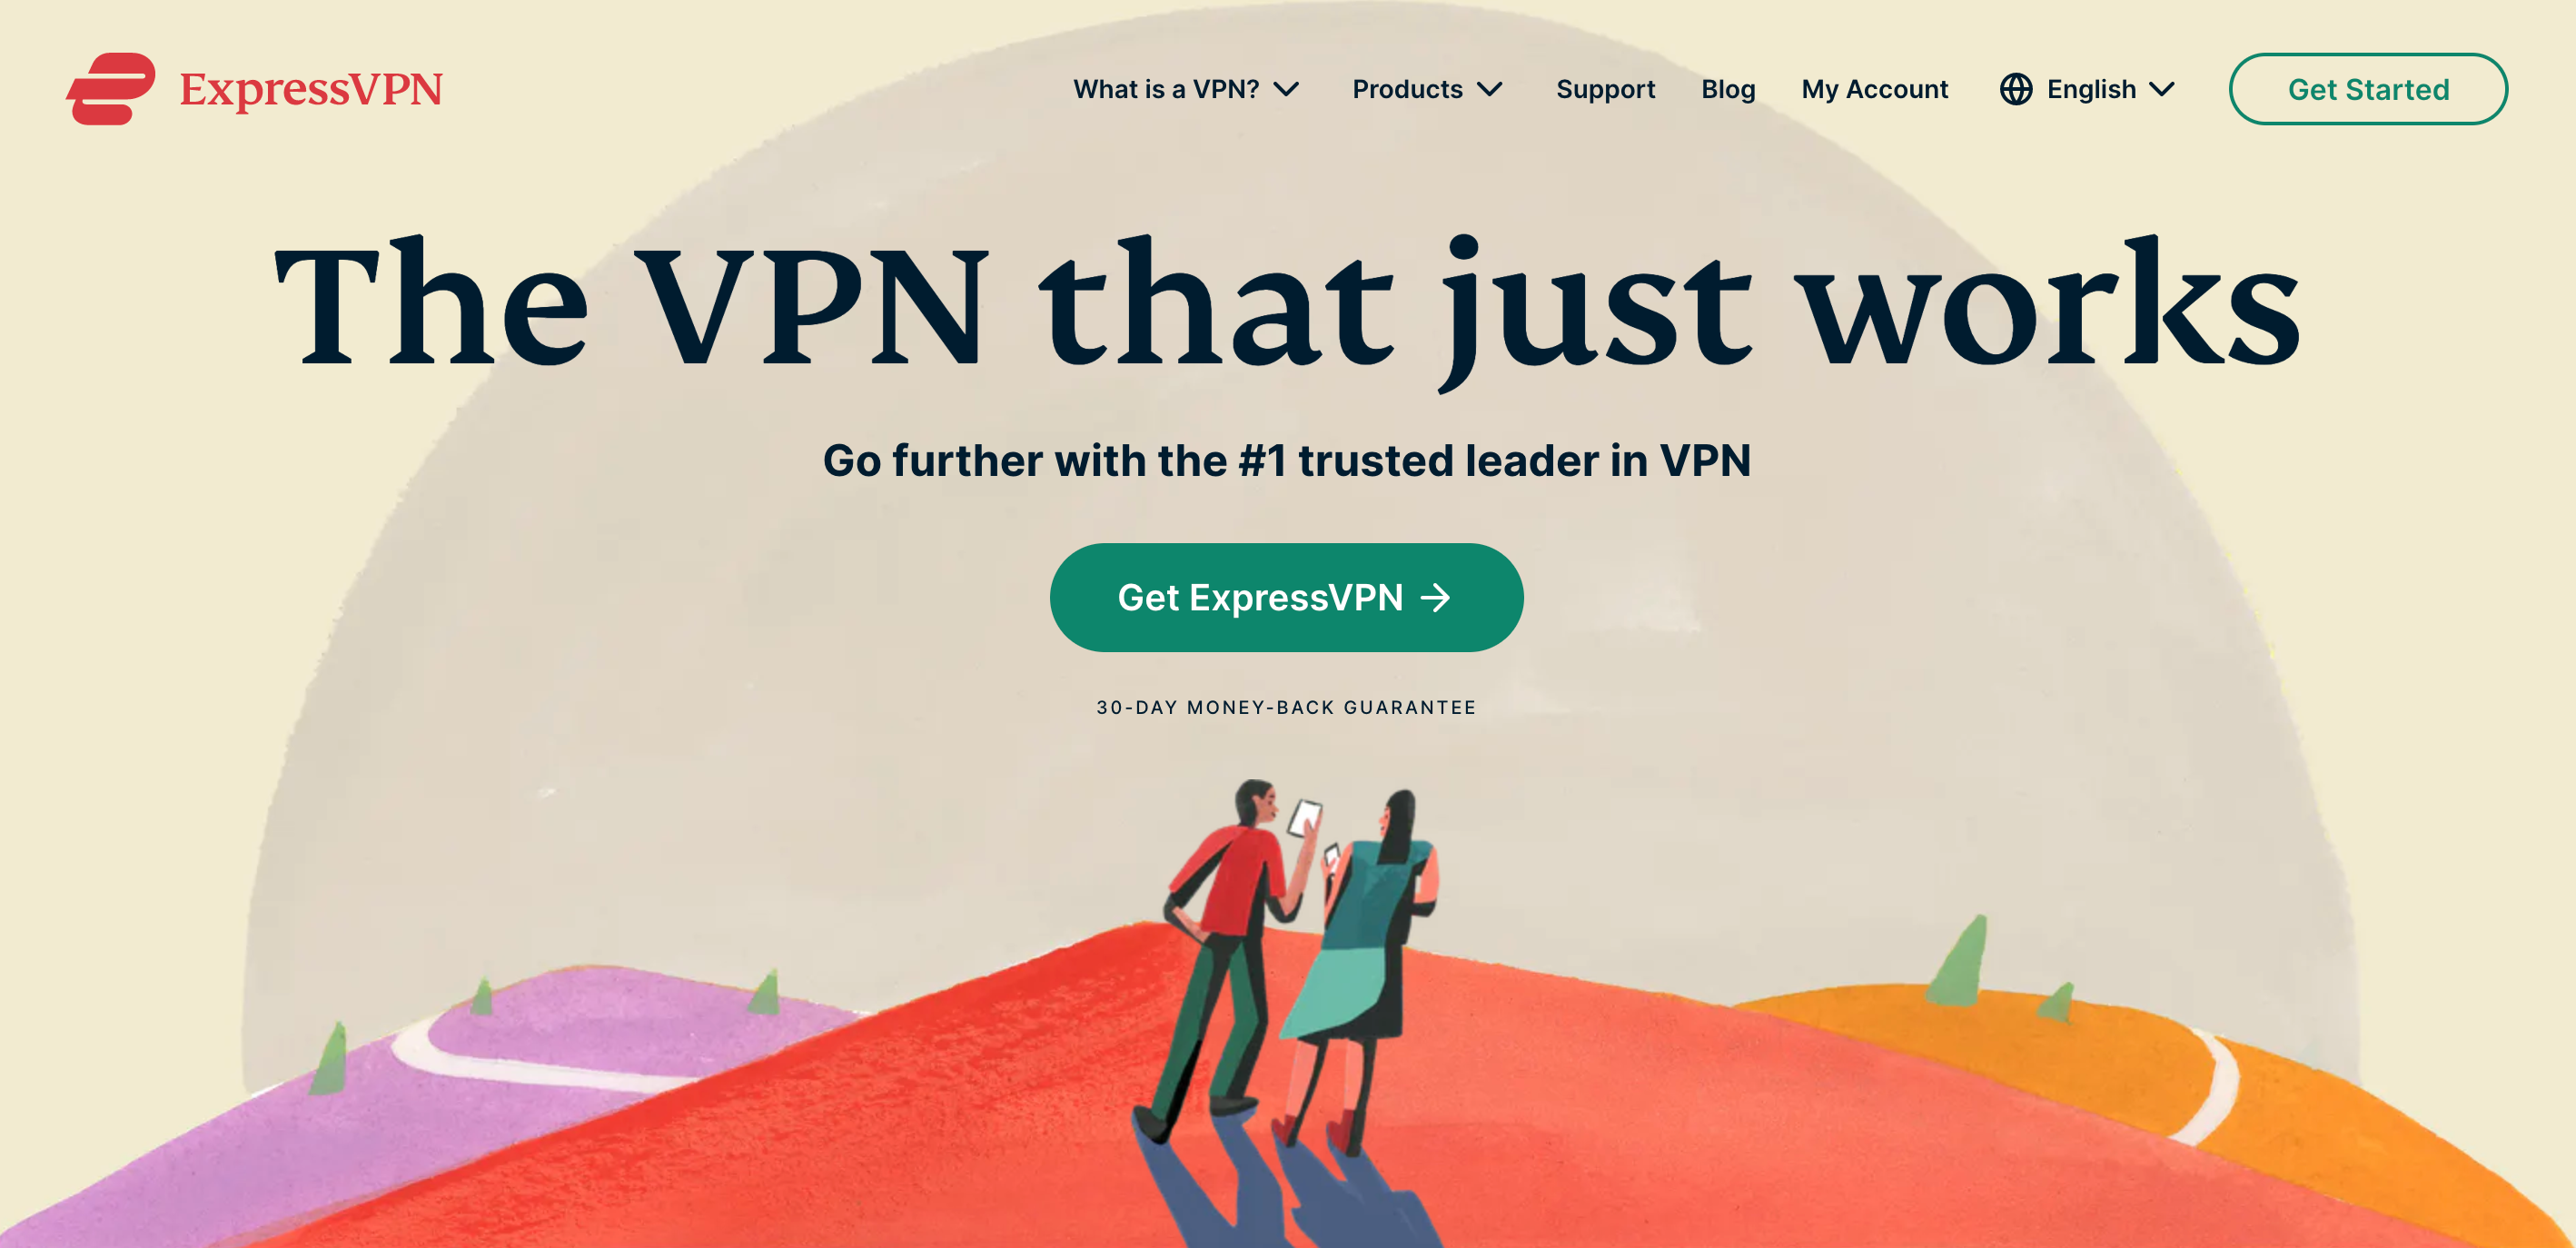 ExpressVPN
What is a VPN? Products Support Blog My Account English Get Started
The VPN that just works
Go further with the #1 trusted leader in VPN
Get ExpressVPN →
30-DAY MONEY-BACK GUARANTEE